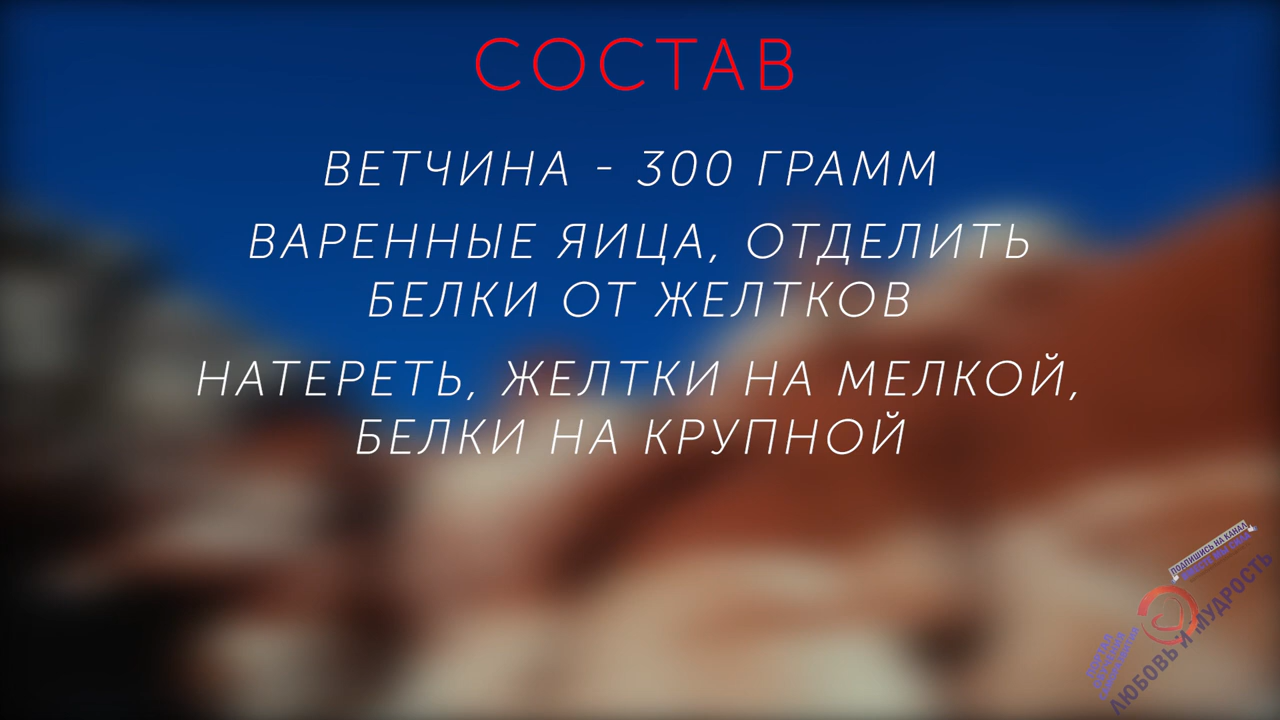 СОСТАВ
ВЕТЧИНА - 300 ГРАММ
ВАРЕННЫЕ ЯИЦА, ОТДЕЛИТЬ
БЕЛКИ ОТ ЖЕЛТКОВ
НАТЕРЕТЬ, ЖЕЛТКИ НА МЕЛКОЙ,
БЕЛКИ НА КРУПНОЙ
ПОДПИШИСЬ НА КАНАЛ
ЛЮБОВЬ И МУДРОСТЬ